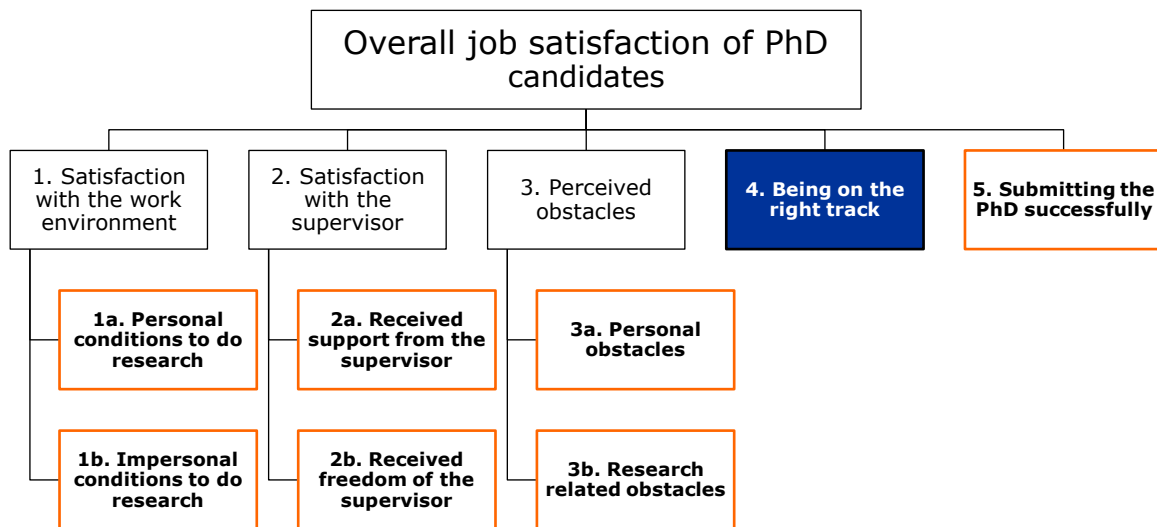 Overall job satisfaction of PhD
candidates
1. Satisfaction
with the work
environment
2. Satisfaction
with the
supervisor
3. Perceived
obstacles
4. Being on the
right track
5. Submitting the
PhD successfully
1a. Personal
conditions to do
research
2a. Received
support from the
supervisor
3a. Personal
obstacles
1b. Impersonal
conditions to do
research
2b. Received
freedom of the
supervisor
3b. Research
related obstacles